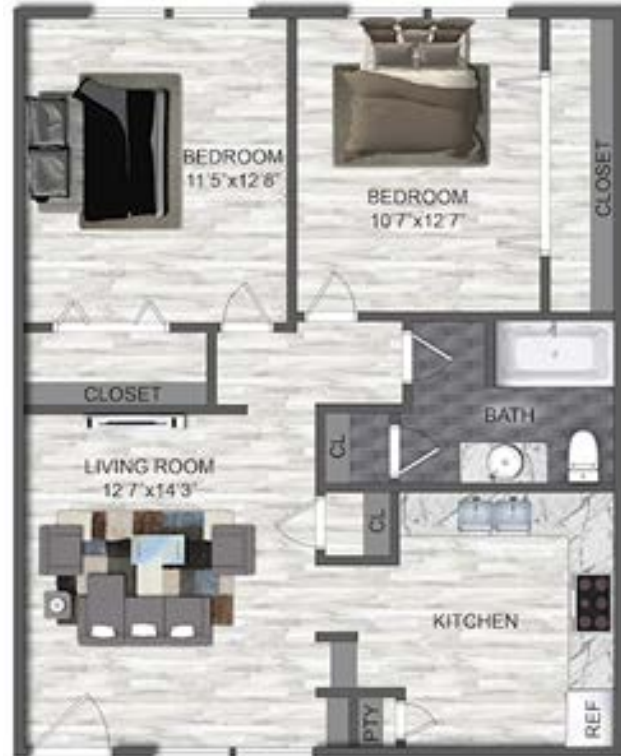 BEDROOM
11'5"x12'8"
BEDROOM
10'7"x12'7"
CLOSET
CLOSET
BATH
CL
LIVING ROOM
12'7"x14'3"
CL
KITCHEN
PTY
REF